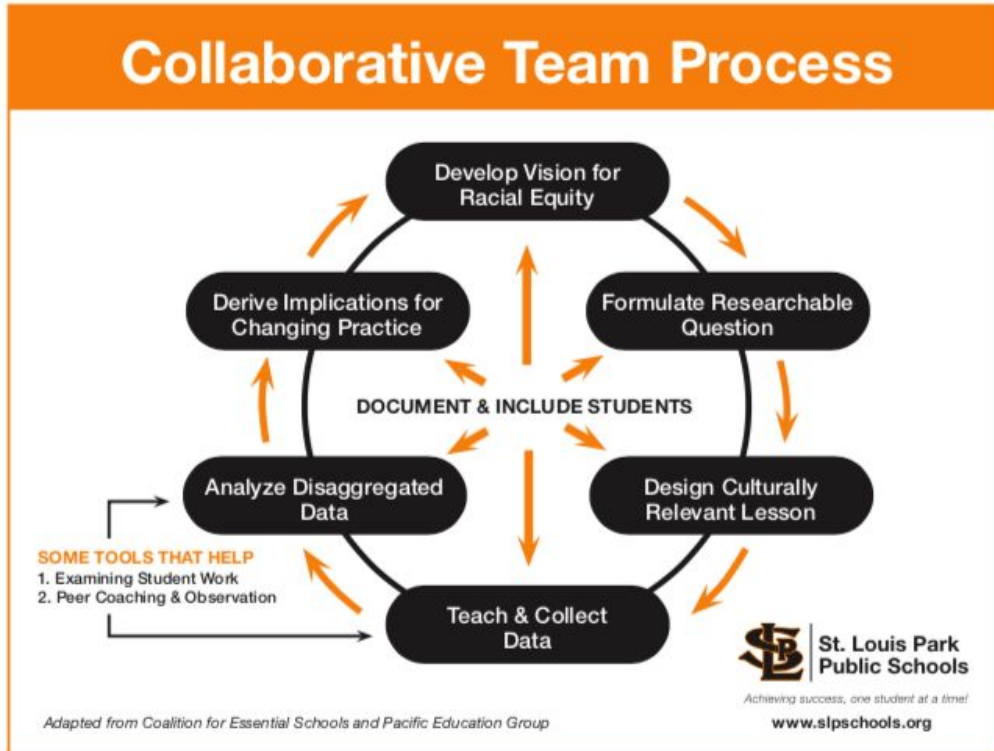 Collaborative Team Process
Develop Vision for
Racial Equity
Formulate Researchable
Question
Design Culturally
Relevant Lesson
Teach & Collect
Data
Analyze Disaggregated
Data
Derive Implications for
Changing Practice
DOCUMENT & INCLUDE STUDENTS
SOME TOOLS THAT HELP
1. Examining Student Work
2. Peer Coaching & Observation
SLP
St. Louis Park
Public Schools
Achieving success, one student at a time!
www.slpschools.org
Adapted from Coalition for Essential Schools and Pacific Education Group